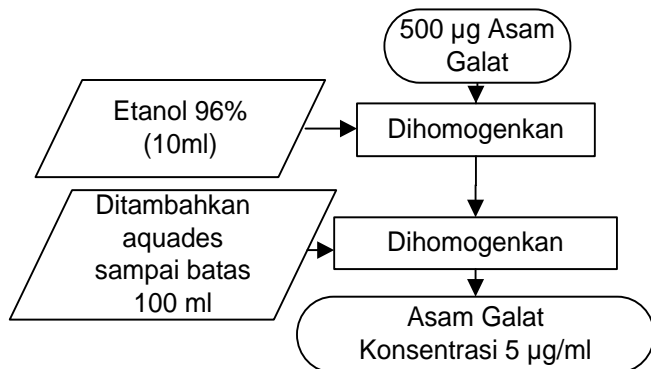 500 µg Asam
Galat
Etanol 96%
(10ml)
Dihomogenkan
Ditambahkan
aquades
sampai batas
100 ml
Dihomogenkan
Asam Galat
Konsentrasi 5 µg/ml